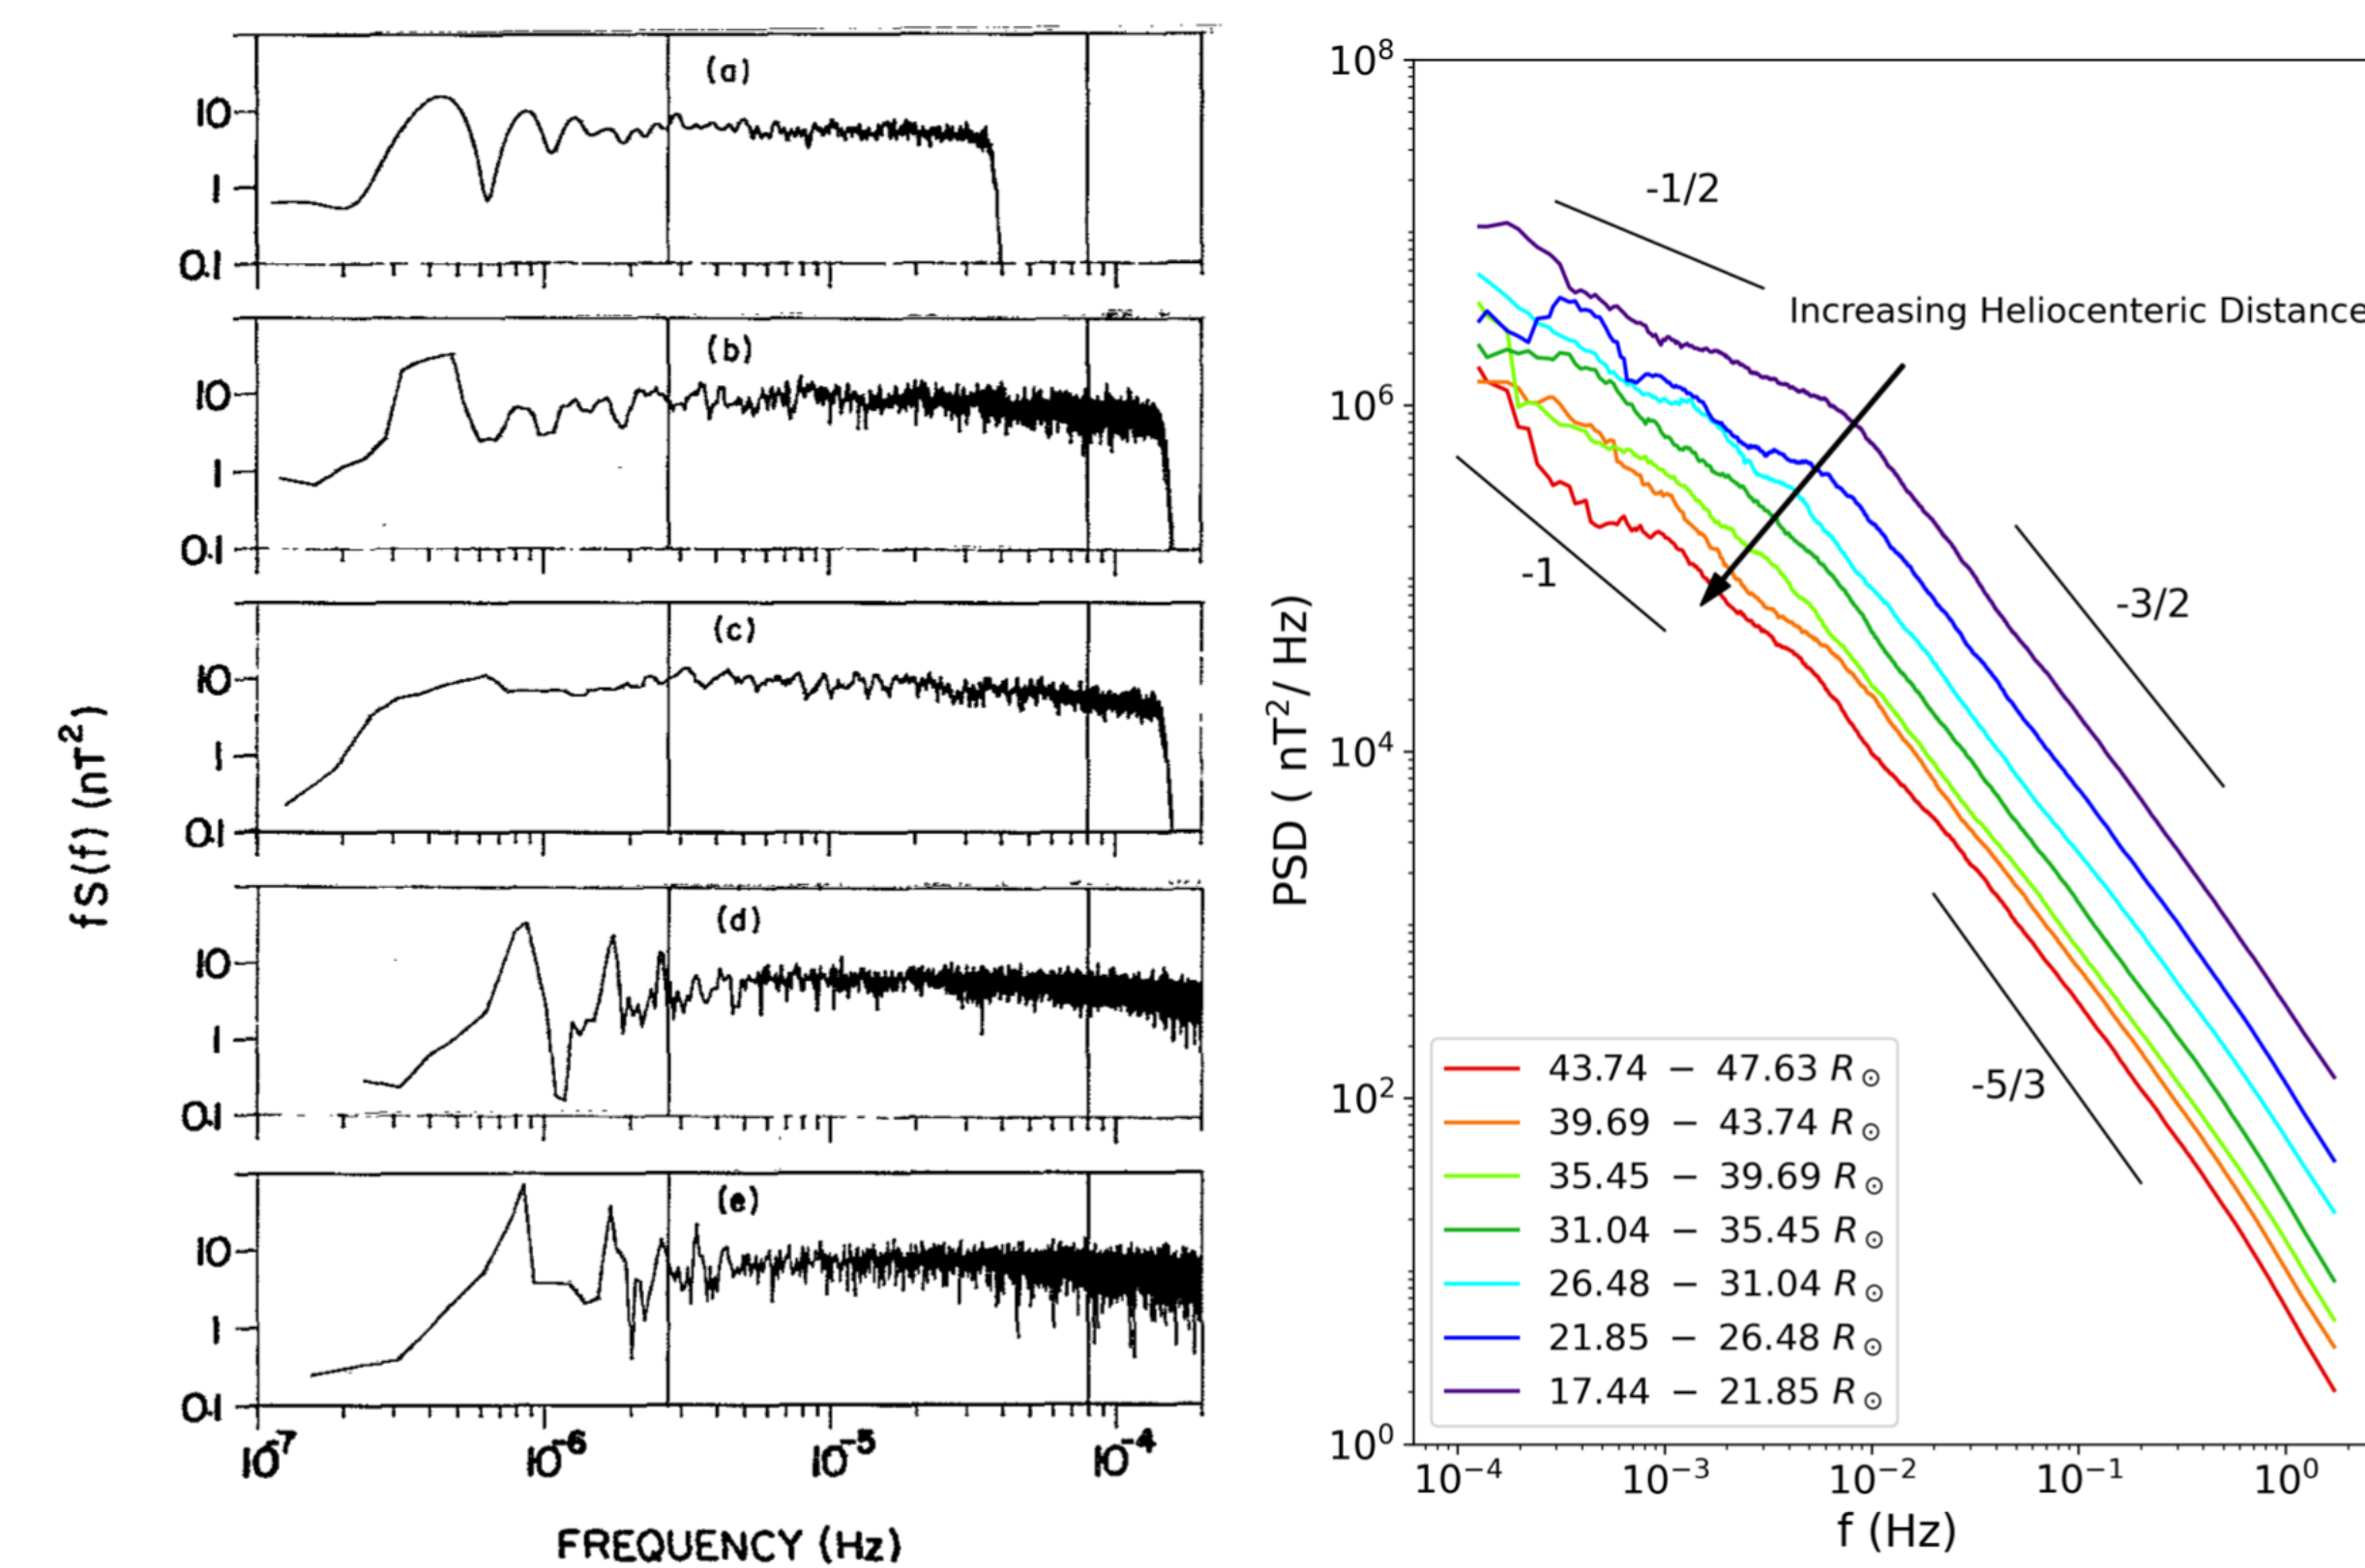 (a)
10
1
0.1
(b)
10
1
0.1
(c)
10
1
0.1
(d)
10
1
0.1
(e)
10
1
0.1
10⁻⁷ 10⁻⁶ 10⁻⁵ 10⁻⁴
fS(f) (nT²)
FREQUENCY (Hz)
10⁸
10⁶
10⁴
10²
10⁰
PSD ( nT²/ Hz)
-1/2
Increasing Heliocenteric Distance
-1
-3/2
-5/3
43.74 − 47.63 R⊙
39.69 − 43.74 R⊙
35.45 − 39.69 R⊙
31.04 − 35.45 R⊙
26.48 − 31.04 R⊙
21.85 − 26.48 R⊙
17.44 − 21.85 R⊙
10⁻⁴ 10⁻³ 10⁻² 10⁻¹ 10⁰
f (Hz)